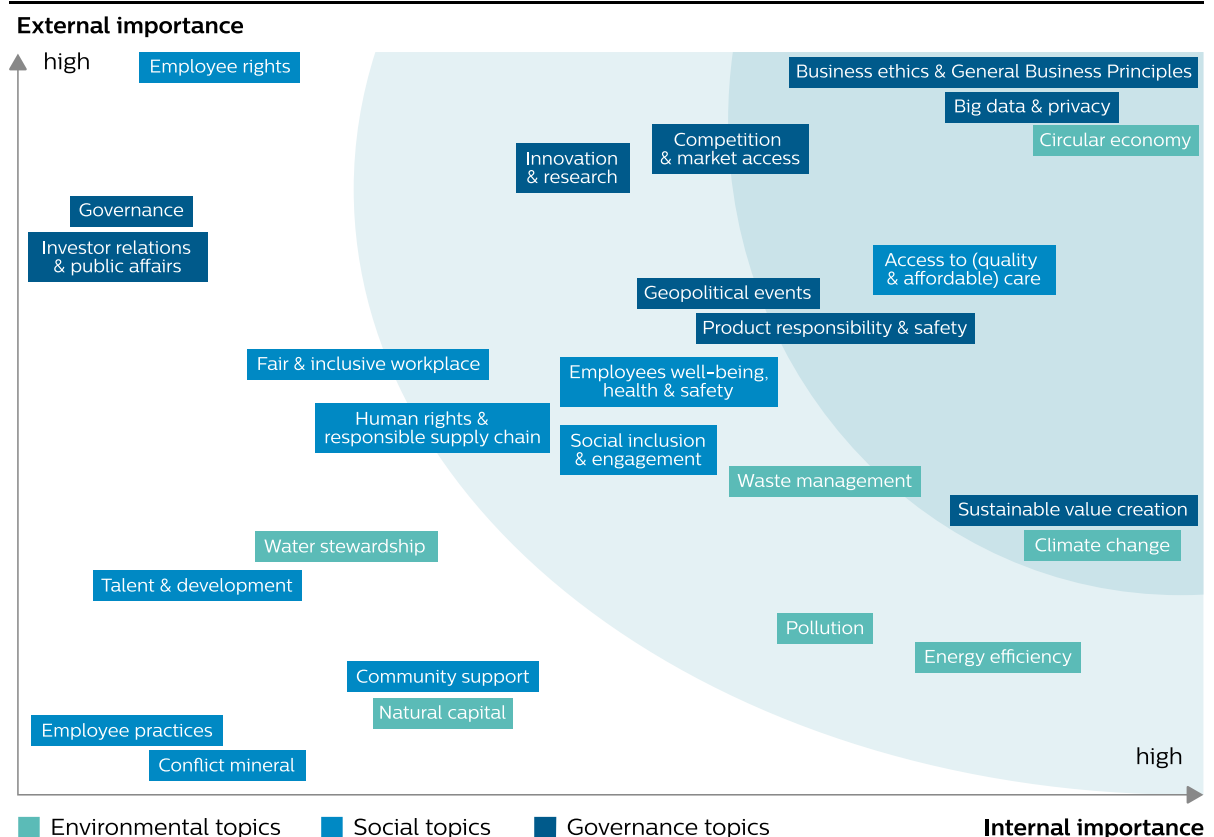 External importance
high
Employee rights
Business ethics & General Business Principles
Big data & privacy
Circular economy
Competition
& market access
Innovation
& research
Governance
Investor relations
& public affairs
Access to (quality
& affordable) care
Geopolitical events
Product responsibility & safety
Fair & inclusive workplace
Employees well-being,
health & safety
Human rights &
responsible supply chain
Social inclusion
& engagement
Waste management
Sustainable value creation
Climate change
Water stewardship
Talent & development
Pollution
Energy efficiency
Community support
Natural capital
Employee practices
Conflict mineral
high
Environmental topics
Social topics
Governance topics
Internal importance